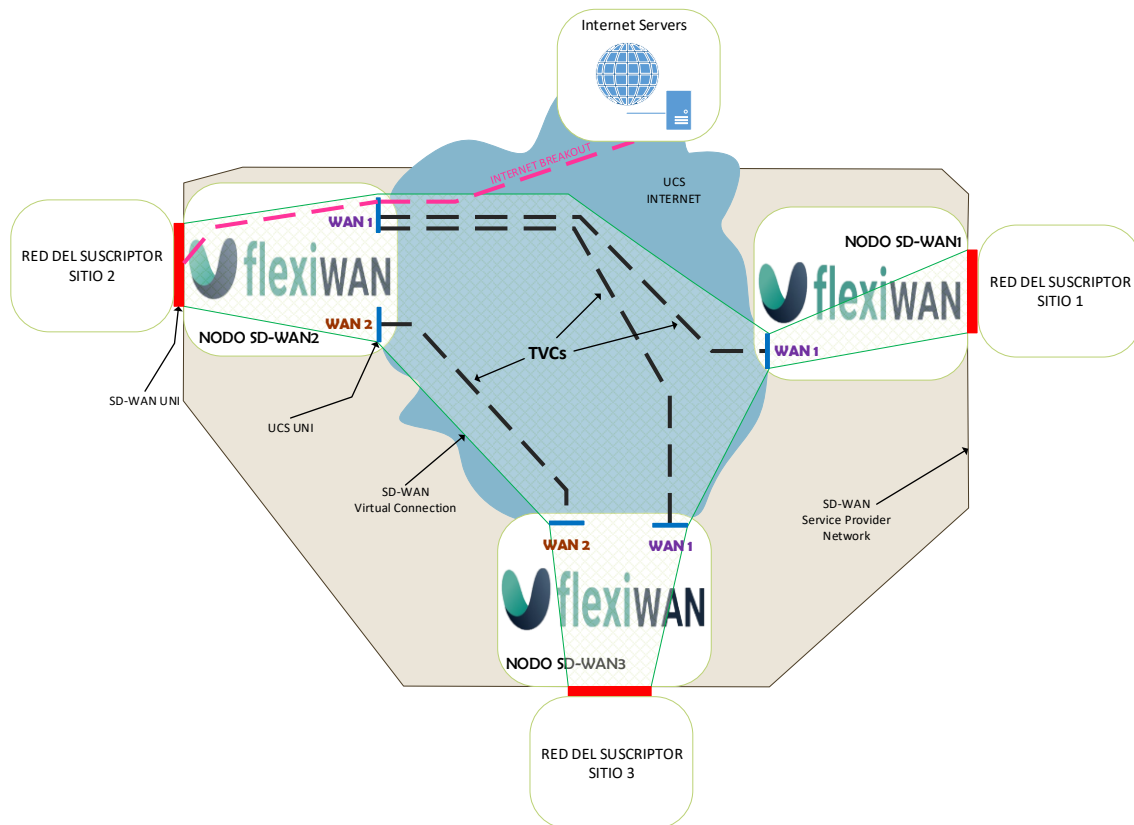 Internet Servers
INTERNET BREAKOUT
UCS
INTERNET
WAN 1
RED DEL SUSCRIPTOR
SITIO 2
flexiWAN
WAN 2
NODO SD-WAN2
NODO SD-WAN1
flexiWAN
WAN 1
RED DEL SUSCRIPTOR
SITIO 1
TVCs
SD-WAN UNI
UCS UNI
SD-WAN
Virtual Connection
SD-WAN
Service Provider
Network
WAN 2
WAN 1
flexiWAN
NODO SD-WAN3
RED DEL SUSCRIPTOR
SITIO 3